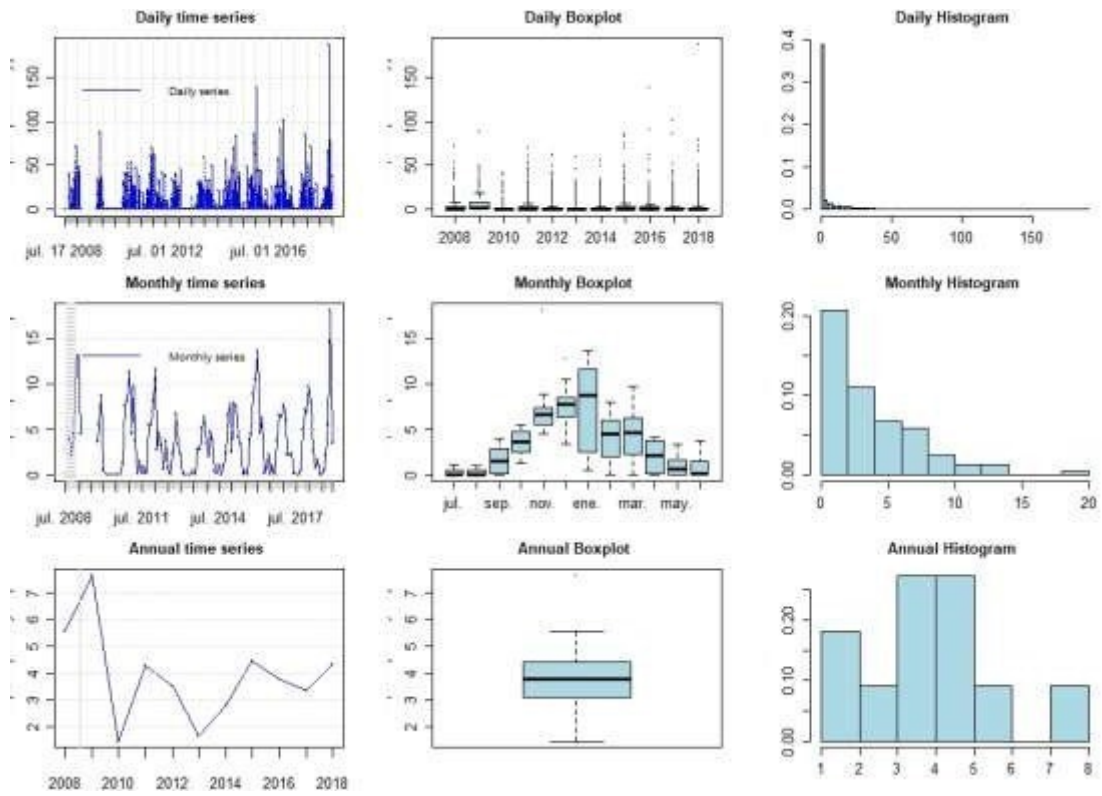 Daily time series
150
100
50
0
Daily series
jul. 17 2008 jul. 01 2012 jul. 01 2016
Daily Boxplot
150
100
50
0
2008 2010 2012 2014 2016 2018
Daily Histogram
0.4
0.3
0.2
0.1
0.0
0 50 100 150
Monthly time series
15
10
5
0
Monthly series
jul. 2008 jul. 2011 jul. 2014 jul. 2017
Monthly Boxplot
15
10
5
0
jul. sep. nov. ene. mar. may.
Monthly Histogram
0.20
0.10
0.00
0 5 10 15 20
Annual time series
7
6
5
4
3
2
2008 2010 2012 2014 2016 2018
Annual Boxplot
7
6
5
4
3
2
Annual Histogram
0.20
0.10
0.00
1 2 3 4 5 6 7 8